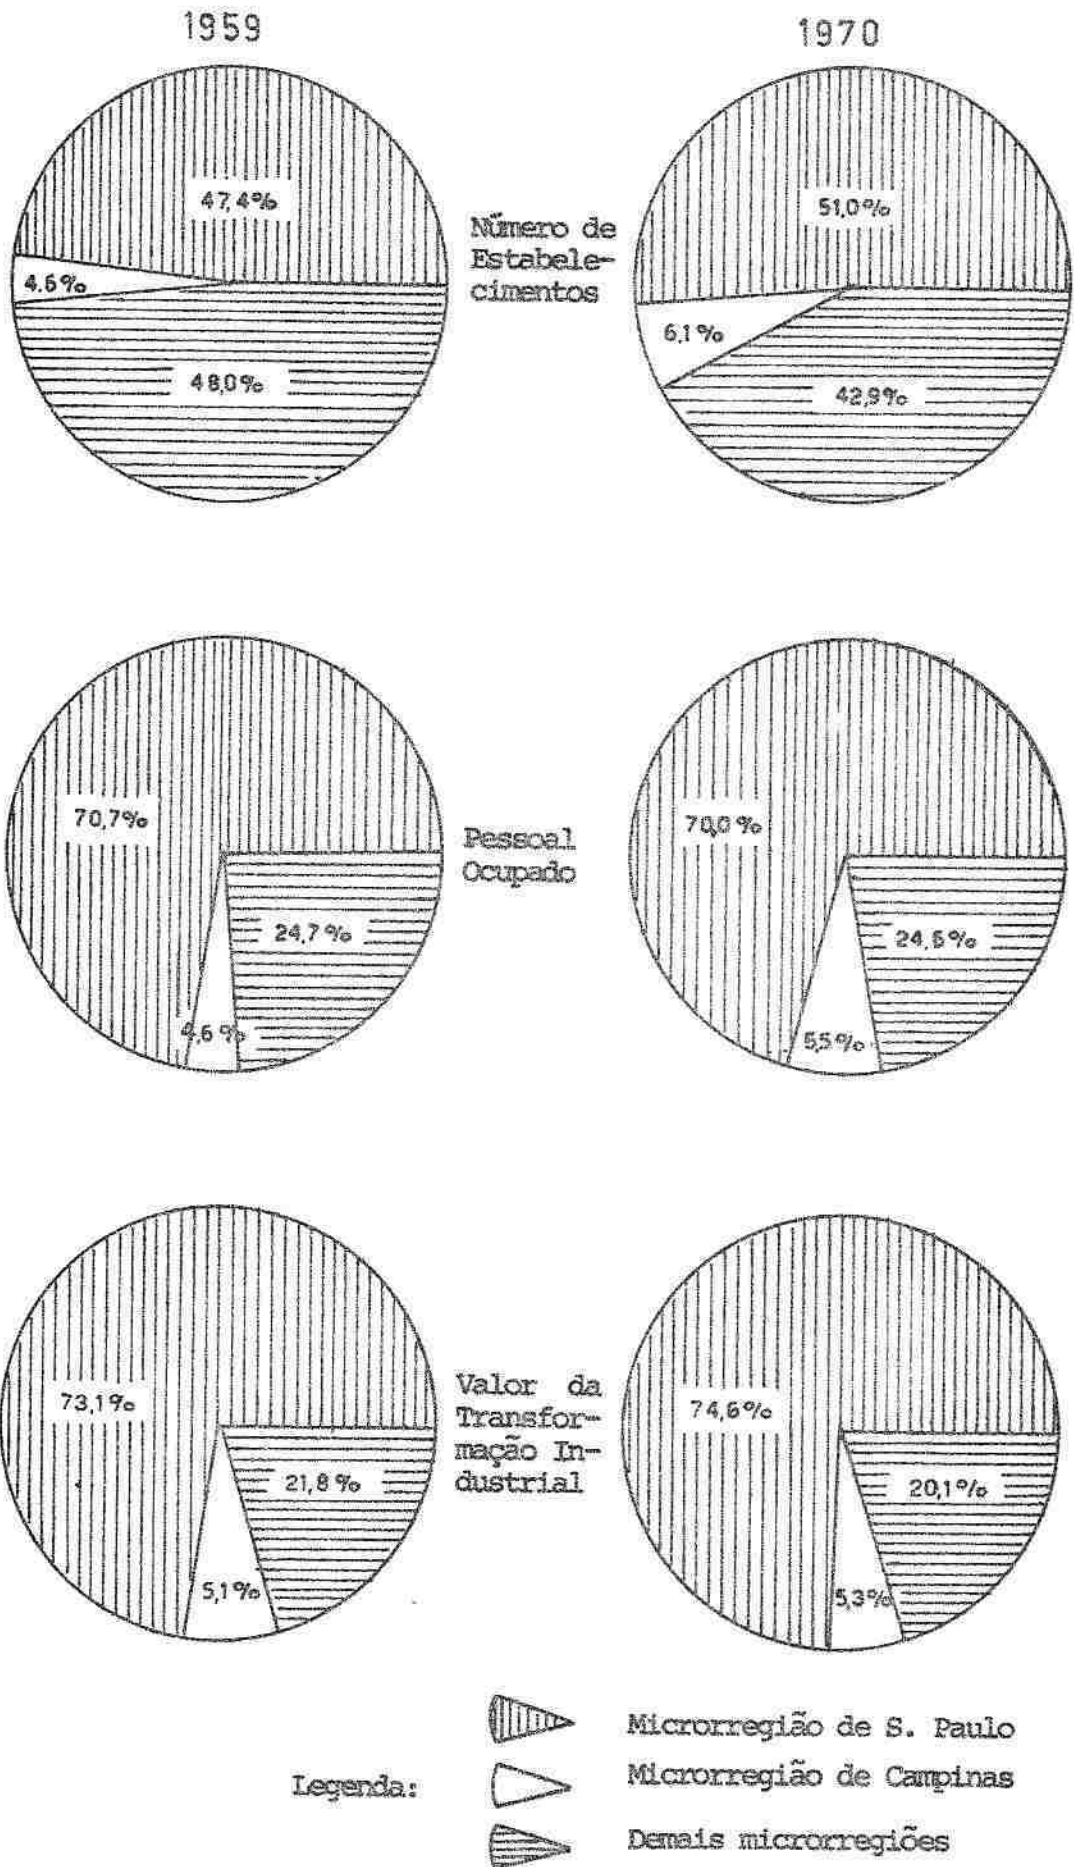 1959
1970
47,4%
4,6%
48,0%
Número de
Estabele-
cimentos
51,0%
6,1%
42,9%
70,7%
24,7%
4,6%
Pessoal
Ocupado
70,0%
24,5%
5,5%
73,1%
21,8%
5,1%
Valor da
Transfor-
mação In-
dustrial
74,6%
20,1%
5,3%
Legenda:
Microrregião de S. Paulo
Microrregião de Campinas
Demais microrregiões